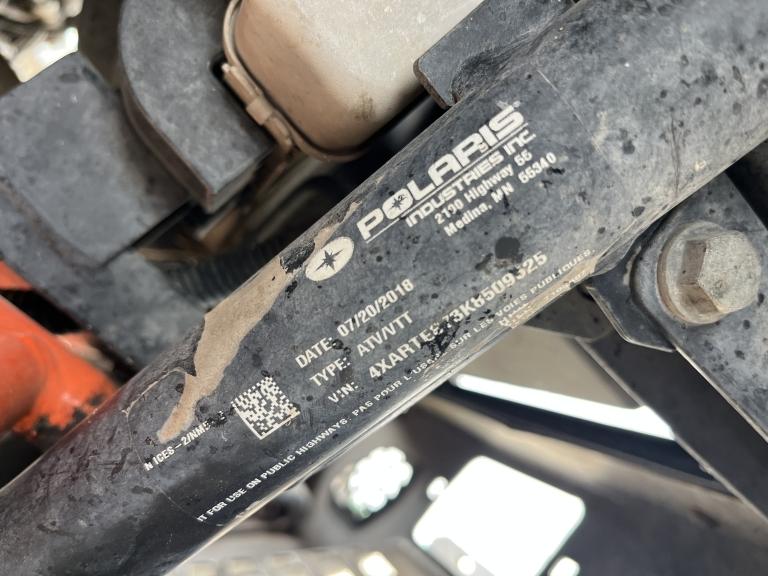 POLARIS
INDUSTRIES INC
2100 Highway 55
Medina, MN 55340
DATE: 07/20/2018
TYPE: ATV/VTT
VIN:
NOT FOR USE ON PUBLIC HIGHWAYS. PAS POUR L'USAGE SUR LES VOIES PUBLIQUES.